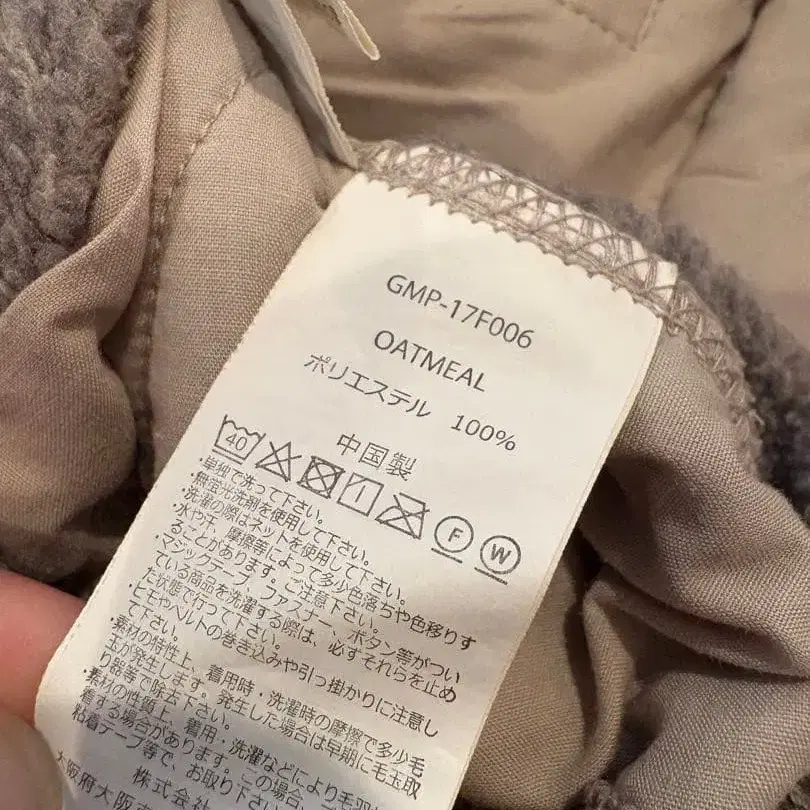 GMP-17F006
OATMEAL
ポリエステル 100%
中国製
40 F W
・単独で洗って下さい。
・無蛍光洗剤を使用して下さい。
・洗濯の際はネットを使用して下さい。
・水や汗、摩擦等によって多少色落ちや色移りす
ることがあります。ご注意下さい。
・マジックテープ、ファスナー、ボタン等がつい
ている商品を洗濯する際は、必ずそれらを止め
た状態で行って下さい。
・ヒモやベルトの巻き込みや引っ掛かりに注意し
て下さい。
・素材の特性上、着用時・洗濯時の摩擦で多少毛
玉が発生します。発生した場合は早期に毛玉取
り器等で除去下さい。
・素材の性質上、着用・洗濯などにより毛羽
着する場合があります。この場合、
粘着テープ等で、お取り下さい
株式会社
大阪府大阪市